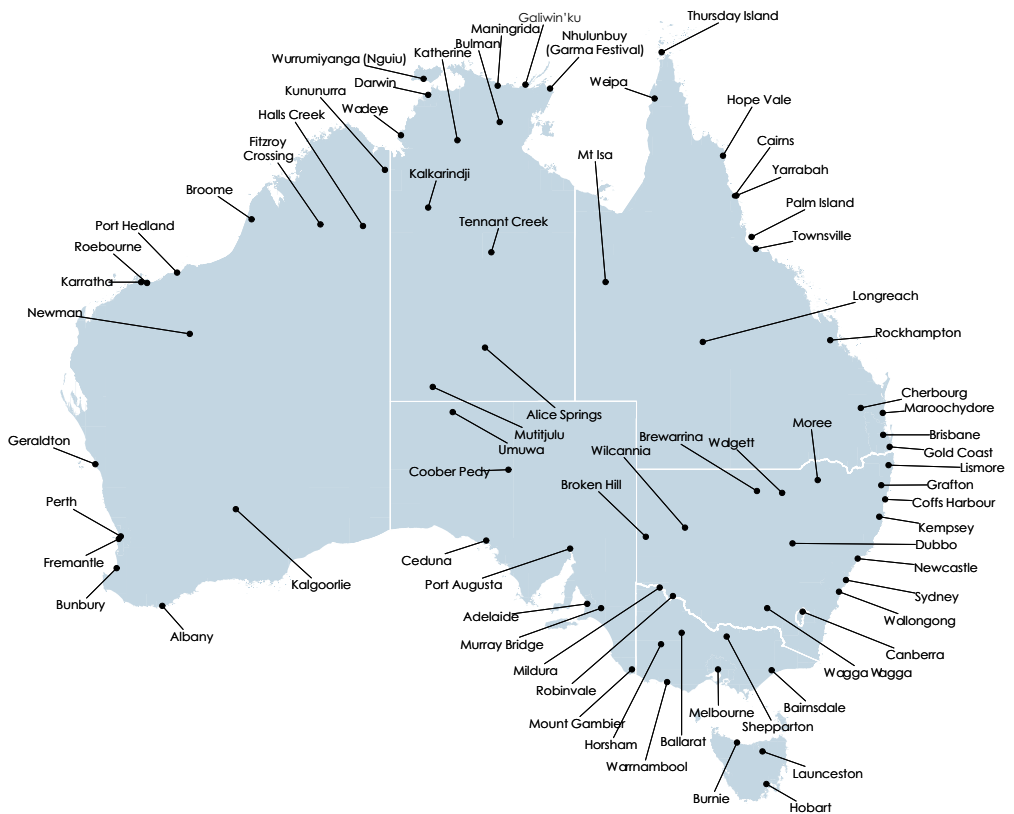 Thursday Island
Galiwin'ku
Maningrida
Nhulunbuy
(Garma Festival)
Bulman
Katherine
Wurrumiyanga (Nguiu)
Darwin
Weipa
Kununurra
Wadeye
Hope Vale
Halls Creek
Cairns
Fitzroy
Crossing
Mt Isa
Yarrabah
Kalkarindji
Broome
Palm Island
Tennant Creek
Port Hedland
Townsville
Roebourne
Karratha
Longreach
Newman
Rockhampton
Cherbourg
Maroochydore
Alice Springs
Moree
Mutitjulu
Brisbane
Brewarrina
Walgett
Geraldton
Umuwa
Wilcannia
Gold Coast
Lismore
Coober Pedy
Broken Hill
Grafton
Perth
Coffs Harbour
Kempsey
Dubbo
Fremantle
Ceduna
Newcastle
Kalgoorlie
Port Augusta
Bunbury
Sydney
Adelaide
Wollongong
Albany
Murray Bridge
Canberra
Mildura
Wagga Wagga
Robinvale
Bairnsdale
Melbourne
Mount Gambier
Shepparton
Horsham
Ballarat
Warrnambool
Launceston
Burnie
Hobart